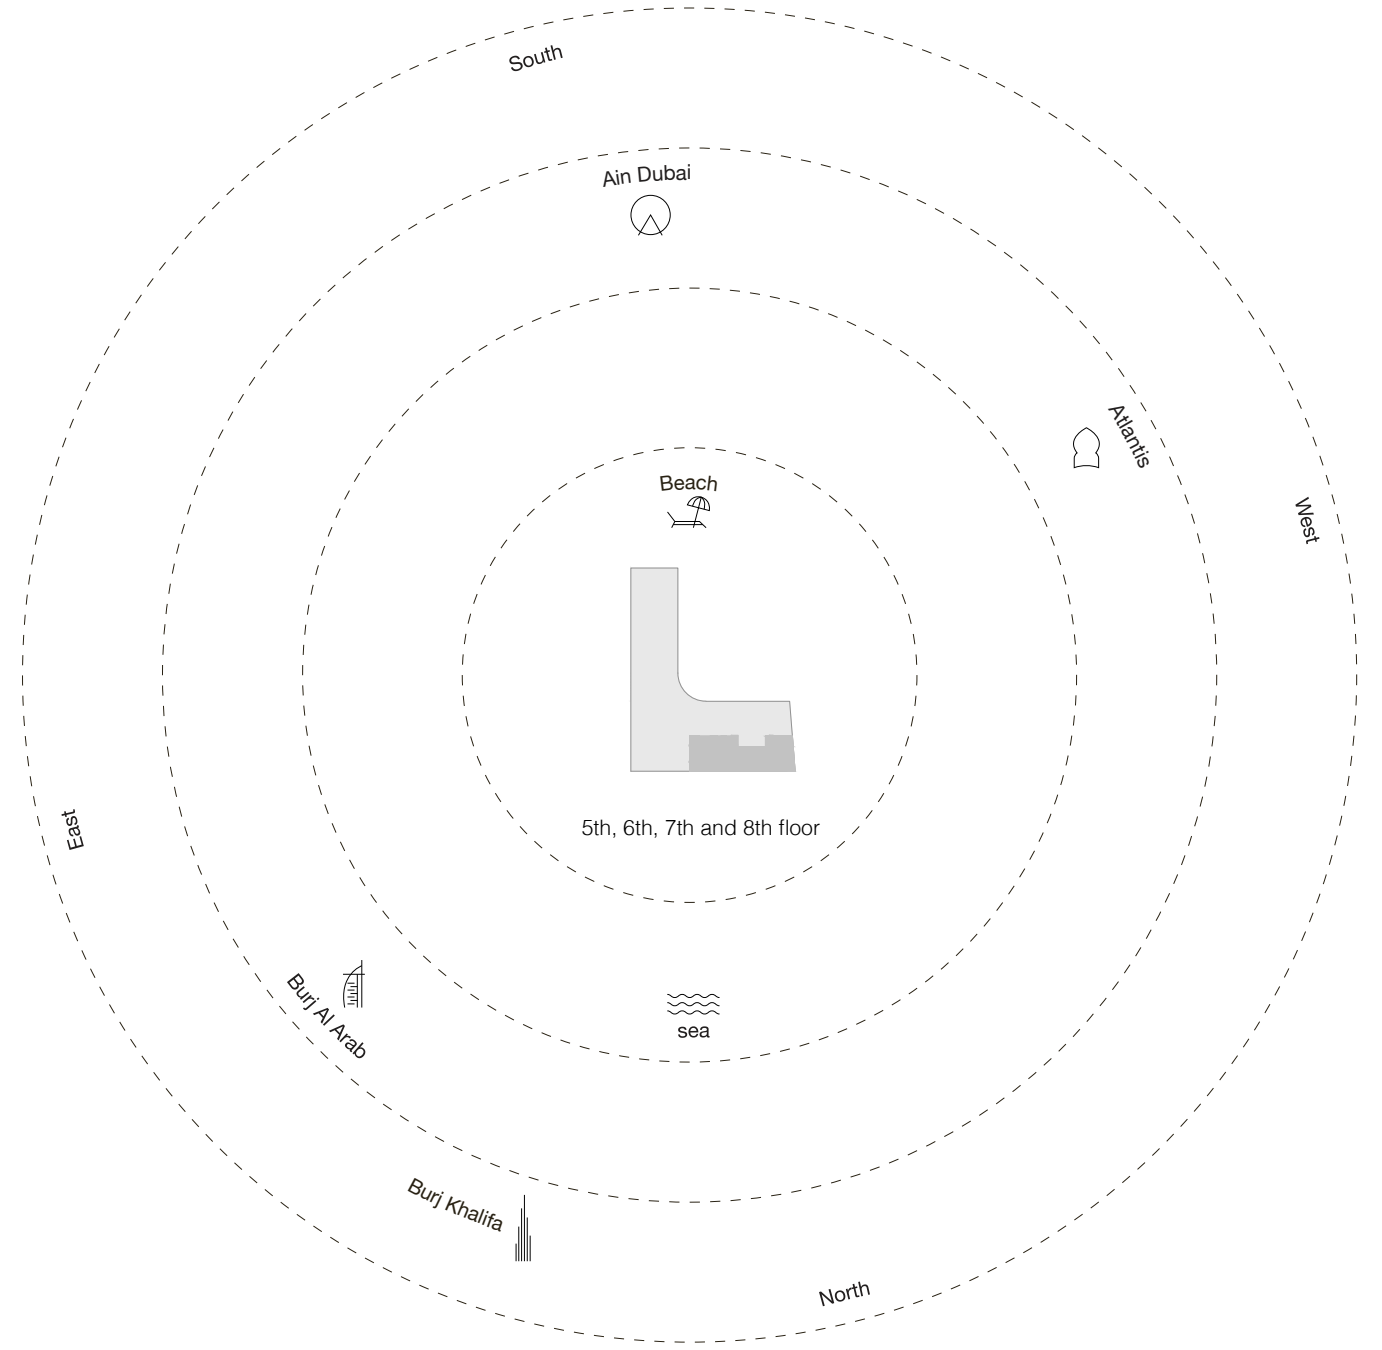 South
Ain Dubai
Atlantis
Beach
West
East
5th, 6th, 7th and 8th floor
Burj Al Arab
sea
Burj Khalifa
North